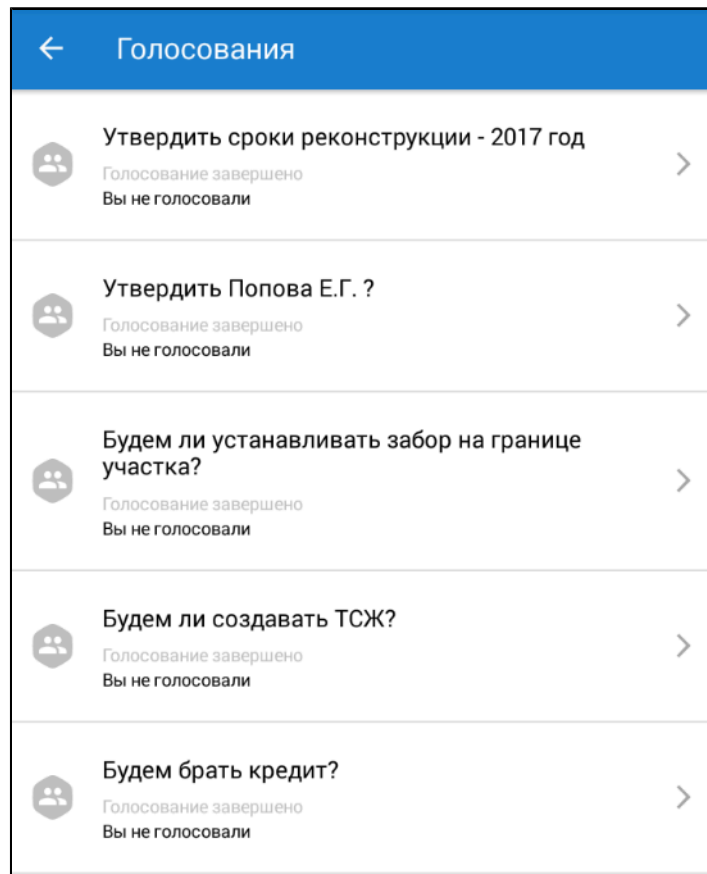 Голосования
Утвердить сроки реконструкции - 2017 год
Голосование завершено
Вы не голосовали
Утвердить Попова Е.Г. ?
Голосование завершено
Вы не голосовали
Будем ли устанавливать забор на границе
участка?
Голосование завершено
Вы не голосовали
Будем ли создавать ТСЖ?
Голосование завершено
Вы не голосовали
Будем брать кредит?
Голосование завершено
Вы не голосовали